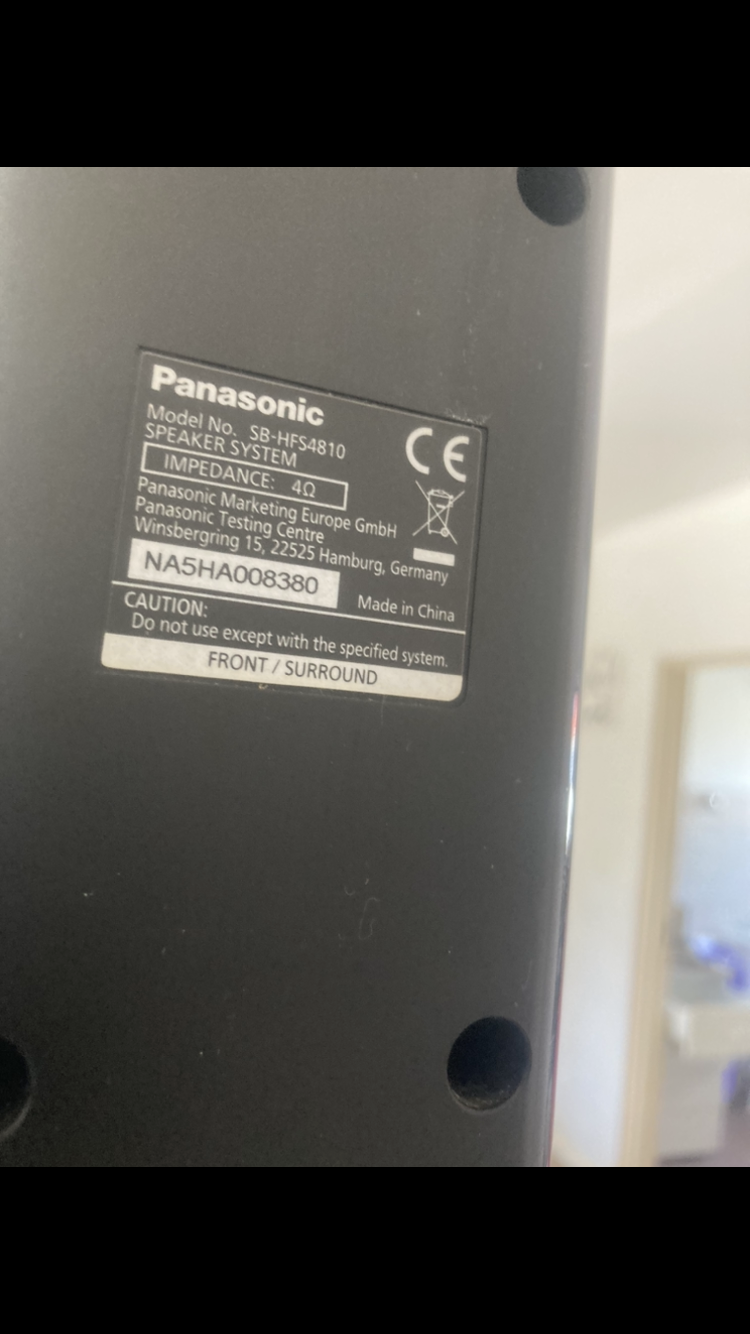 Panasonic
Model No. SB-HFS4810
SPEAKER SYSTEM
IMPEDANCE: 4Ω
Panasonic Marketing Europe GmbH
Panasonic Testing Centre
Winsbergring 15, 22525 Hamburg, Germany
NA5HA008380
Made in China
CAUTION:
Do not use except with the specified system.
FRONT / SURROUND
CE